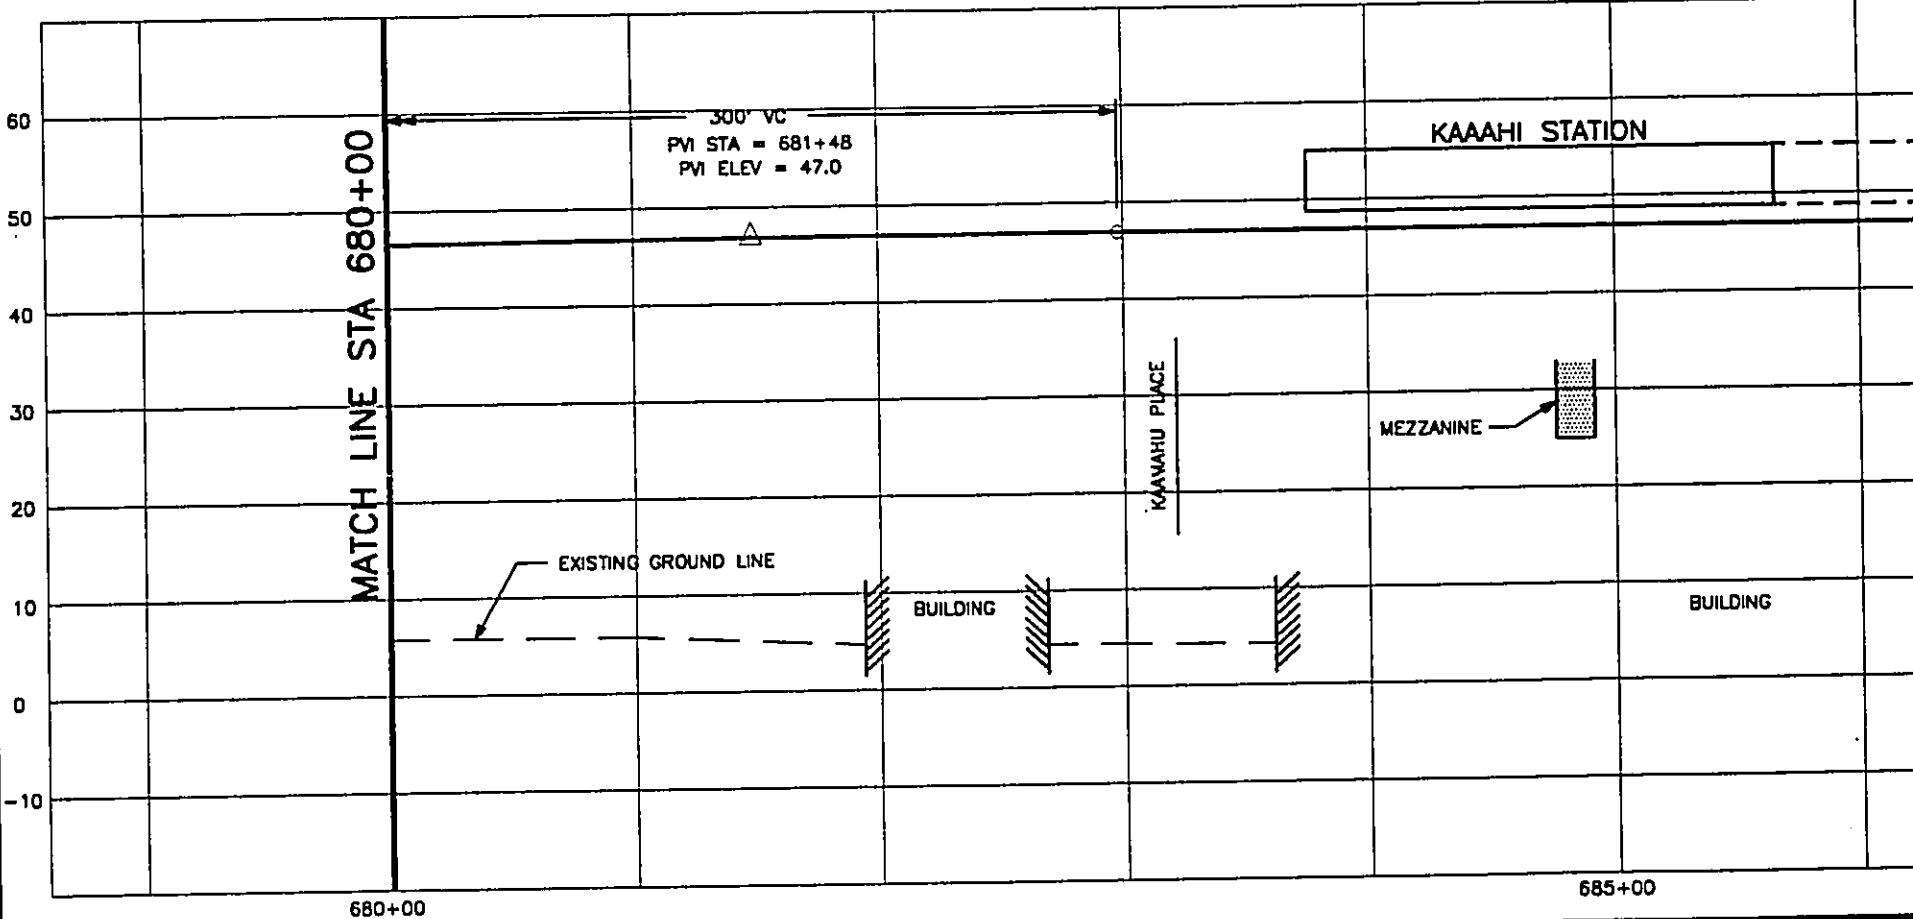 60
50
40
30
20
10
0
-10
MATCH LINE STA 680+00
300' VC
PVI STA = 681+48
PVI ELEV = 47.0
KAAAHI STATION
KAAMAHU PLACE
MEZZANINE
EXISTING GROUND LINE
BUILDING
BUILDING
680+00
685+00